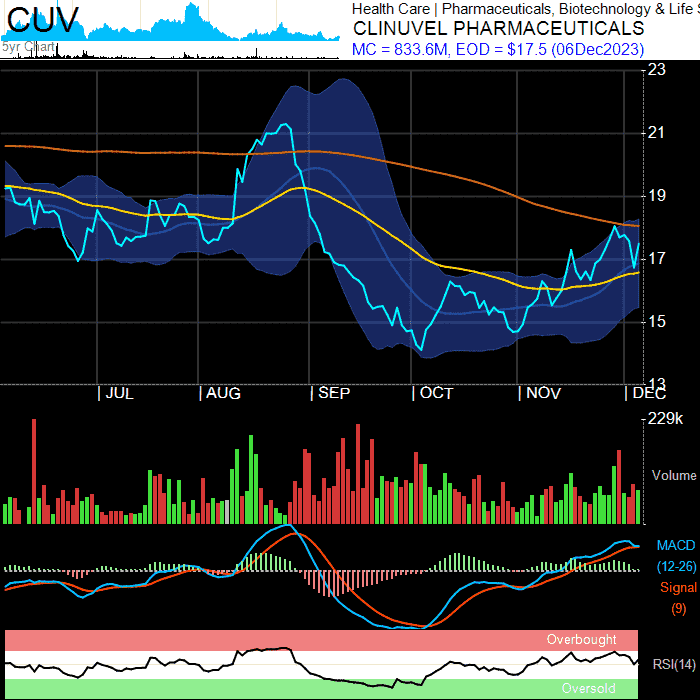 CUV
5yr Chart
Health Care | Pharmaceuticals, Biotechnology & Life S
CLINUVEL PHARMACEUTICALS
MC = 833.6M, EOD = $17.5 (06Dec2023)
23
21
19
17
15
13
| JUL | AUG | SEP | OCT | NOV | DEC
229k
Volume
MACD
(12-26)
Signal
(9)
Overbought
RSI(14)
Oversold